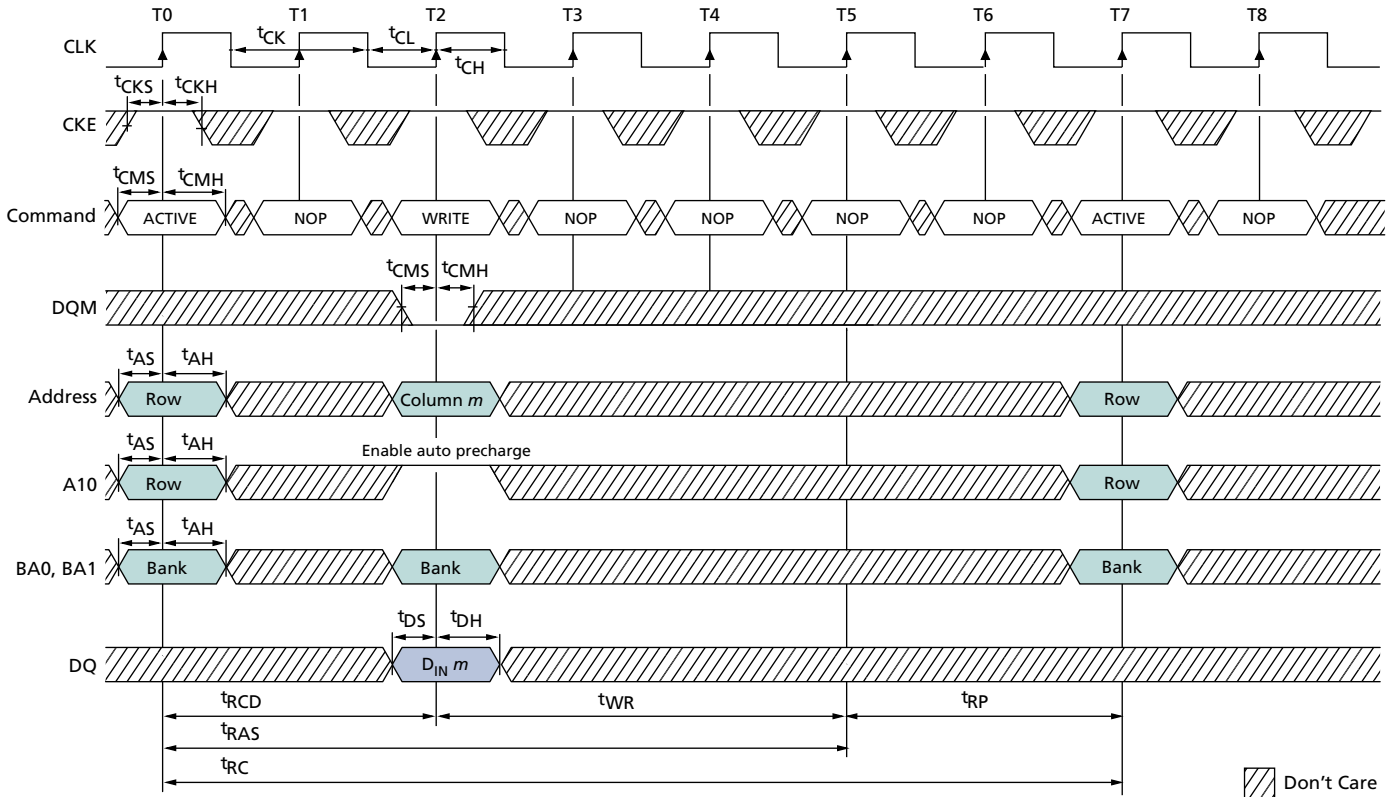 T0 T1 T2 T3 T4 T5 T6 T7 T8
CLK
tCK tCL
tCH
tCKS tCKH
CKE
tCMS tCMH
Command ACTIVE NOP WRITE NOP NOP NOP NOP ACTIVE NOP
tCMS tCMH
DQM
tAS tAH
Address Row Column m Row
Enable auto precharge
tAS tAH
A10 Row Row
tAS tAH
BA0, BA1 Bank Bank Bank
tDS tDH
DQ DIN m
tRCD tWR tRP
tRAS
tRC
Don't Care